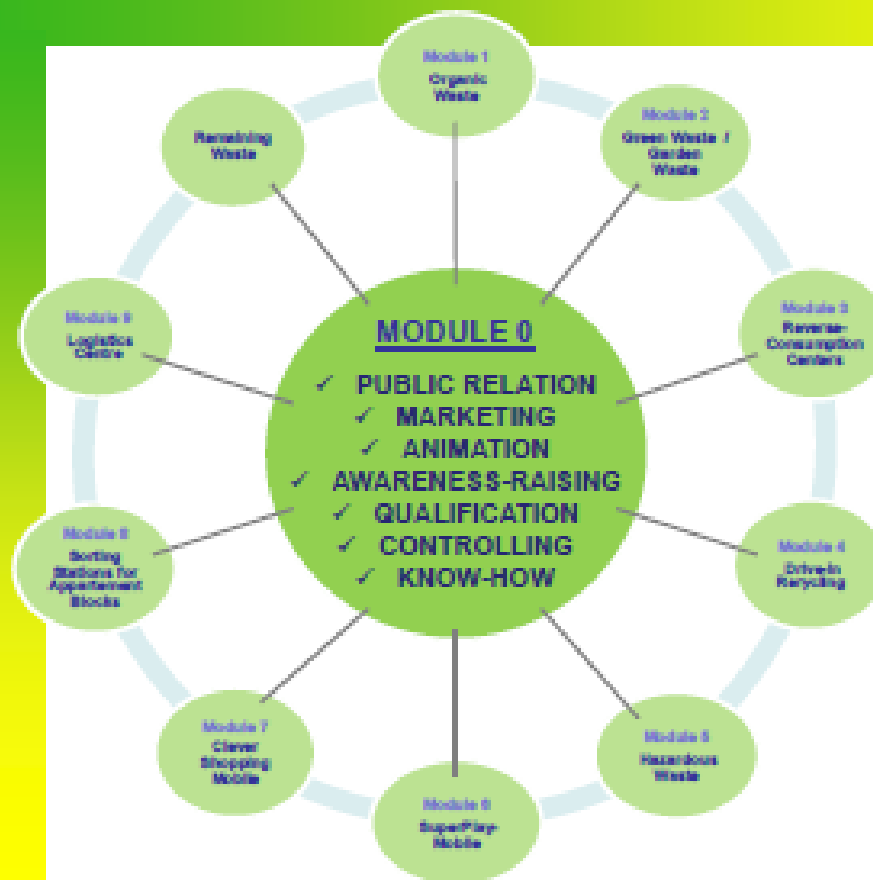 Module 1
Organic
Waste
Module 2
Green Waste /
Garden
Waste
Module 3
Reverse-
Consumption
Centers
Module 4
Drive-in
Recycling
Module 5
Hazardous
Waste
Module 6
SuperPlay-
Mobile
Module 7
Clever
Shopping
Mobile
Module 8
Sorting
Stations for
Appartement
Blocks
Module 9
Logistics
Centre
Remaining
Waste
MODULE 0
✓ PUBLIC RELATION
✓ MARKETING
✓ ANIMATION
✓ AWARENESS-RAISING
✓ QUALIFICATION
✓ CONTROLLING
✓ KNOW-HOW